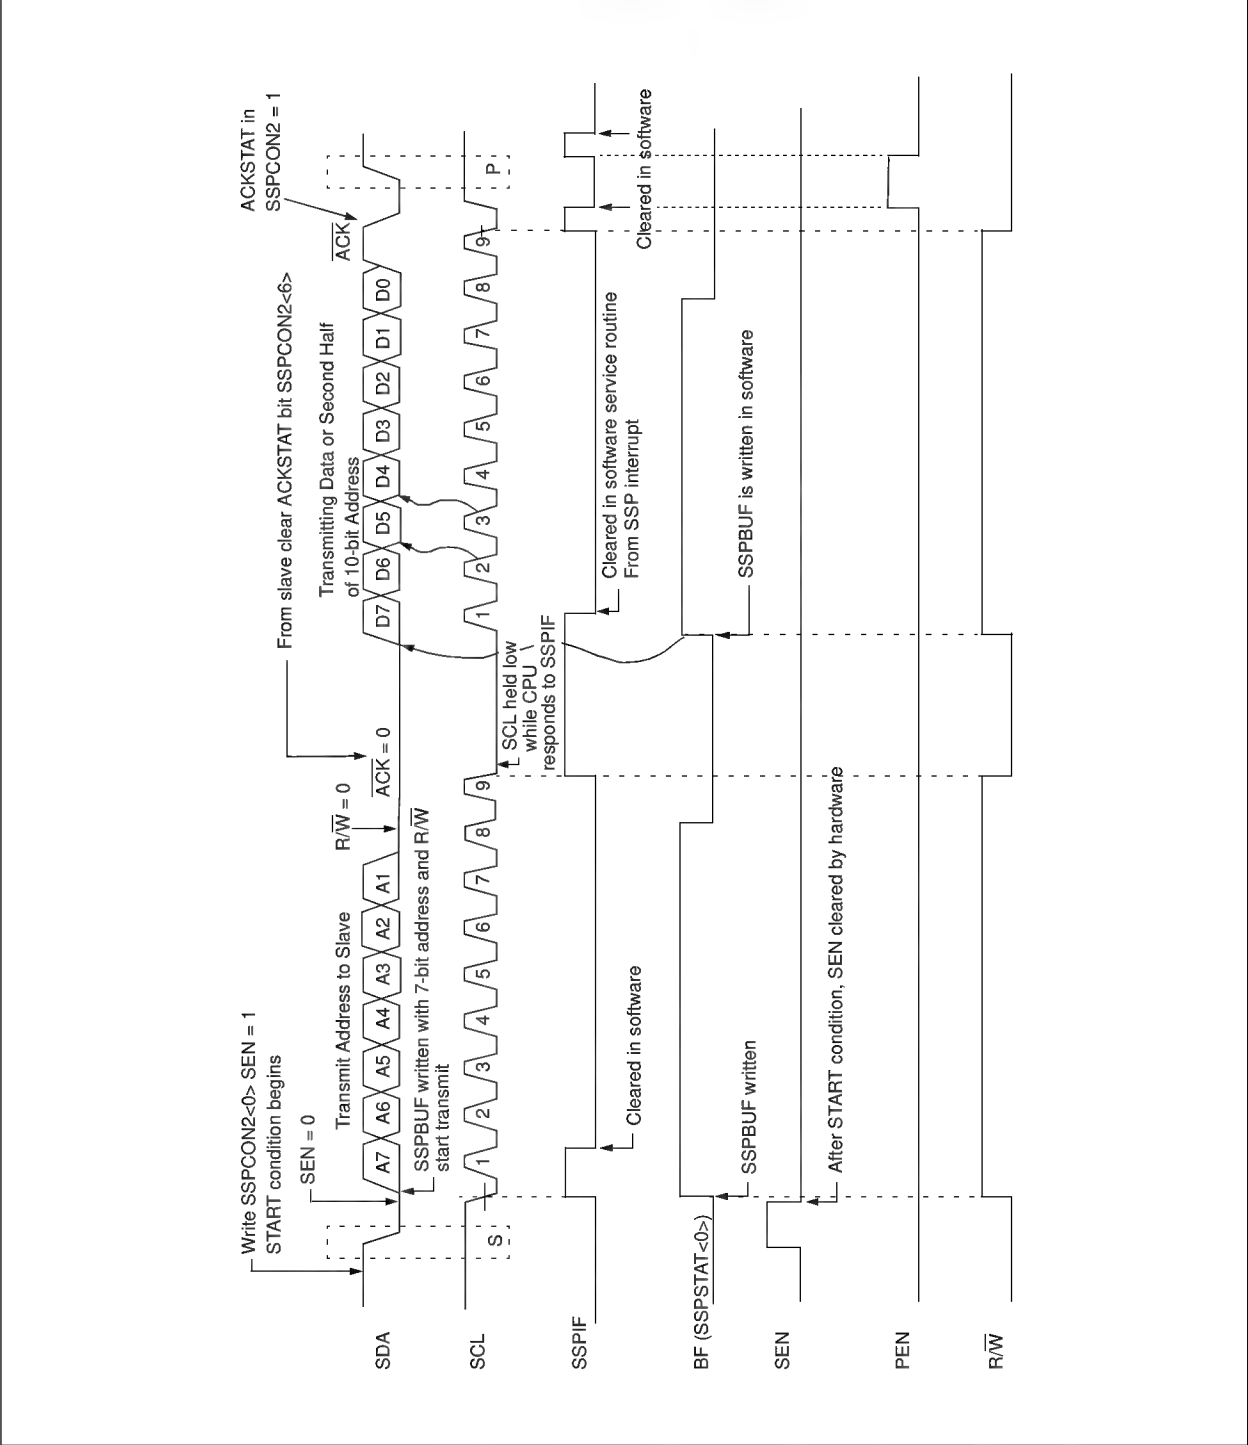 Write SSPCON2<0> SEN = 1
START condition begins
SEN = 0
From slave clear ACKSTAT bit SSPCON2<6>
ACKSTAT in
SSPCON2 = 1
Transmit Address to Slave
R/W̅ = 0
A̅C̅K̅ = 0
Transmitting Data or Second Half
of 10-bit Address
A̅C̅K̅
SDA
A7 A6 A5 A4 A3 A2 A1
D7 D6 D5 D4 D3 D2 D1 D0
SSPBUF written with 7-bit address and R/W̅
start transmit
SCL
S
1 2 3 4 5 6 7 8 9
1 2 3 4 5 6 7 8 9
P
SCL held low
while CPU
responds to SSPIF
SSPIF
Cleared in software
Cleared in software service routine
From SSP interrupt
Cleared in software
BF (SSPSTAT<0>)
SSPBUF written
SSPBUF is written in software
SEN
After START condition, SEN cleared by hardware
PEN
R/W̅